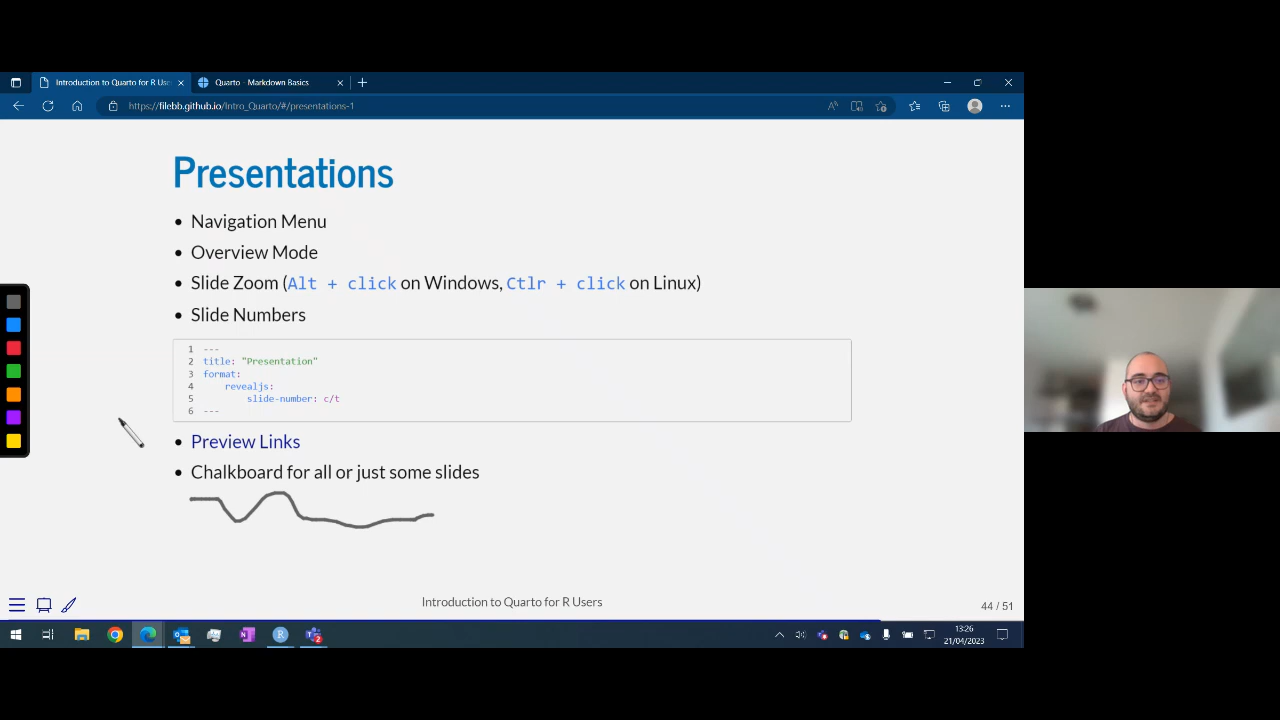 Introduction to Quarto for R Use
Quarto - Markdown Basics
https://filebb.github.io/Intro_Quarto/#/presentations-1
Presentations
• Navigation Menu
• Overview Mode
• Slide Zoom (Alt + click on Windows, Ctlr + click on Linux)
• Slide Numbers
1 ---
2 title: "Presentation"
3 format:
4 revealjs:
5 slide-number: c/t
6 ---
• Preview Links
• Chalkboard for all or just some slides
Introduction to Quarto for R Users
44 / 51
13:26
21/04/2023